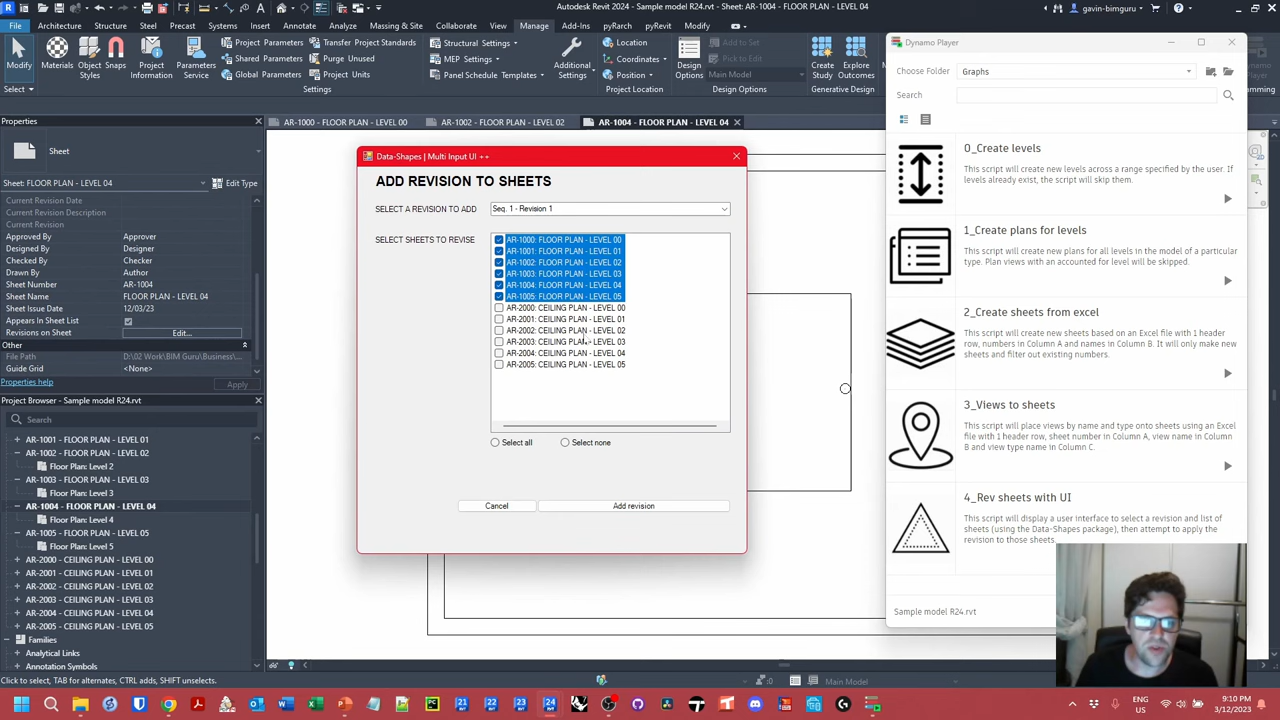 Autodesk Revit 2024 - Sample model R24.rvt - Sheet: AR-1004 - FLOOR PLAN - LEVEL 04
gavin-bimguru
File
Architecture
Structure
Steel
Precast
Systems
Insert
Annotate
Analyze
Massing & Site
Collaborate
View
Manage
Add-Ins
pyRarch
pyRevit
Modify
Modify
Materials
Object
Styles
Snaps
Project
Information
Parameters
Service
Project Parameters
Shared Parameters
Global Parameters
Transfer Project Standards
Purge Unused
Project Units
Structural Settings
MEP Settings
Panel Schedule Templates
Additional
Settings
Location
Coordinates
Position
Design
Options
Add to Set
Pick to Edit
Main Model
Create
Study
Explore
Outcomes
Select
Settings
Project Location
Design Options
Generative Design
Properties
AR-1000 - FLOOR PLAN - LEVEL 00
AR-1002 - FLOOR PLAN - LEVEL 02
AR-1004 - FLOOR PLAN - LEVEL 04
Sheet
Sheet: FLOOR PLAN - LEVEL 04
Edit Type
Current Revision Date
Current Revision Description
Current Revision
Approved By Approver
Designed By Designer
Checked By Checker
Drawn By Author
Sheet Number AR-1004
Sheet Name FLOOR PLAN - LEVEL 04
Sheet Issue Date 12/03/23
Appears In Sheet List
Revisions on Sheet Edit...
Other
File Path D:\02 Work\BIM Guru\Business\...
Guide Grid <None>
Properties help
Apply
Project Browser - Sample model R24.rvt
Search
AR-1001 - FLOOR PLAN - LEVEL 01
AR-1002 - FLOOR PLAN - LEVEL 02
Floor Plan: Level 2
AR-1003 - FLOOR PLAN - LEVEL 03
Floor Plan: Level 3
AR-1004 - FLOOR PLAN - LEVEL 04
Floor Plan: Level 4
AR-1005 - FLOOR PLAN - LEVEL 05
Floor Plan: Level 5
AR-2000 - CEILING PLAN - LEVEL 00
AR-2001 - CEILING PLAN - LEVEL 01
AR-2002 - CEILING PLAN - LEVEL 02
AR-2003 - CEILING PLAN - LEVEL 03
AR-2004 - CEILING PLAN - LEVEL 04
AR-2005 - CEILING PLAN - LEVEL 05
Families
Analytical Links
Annotation Symbols
Data-Shapes | Multi Input UI ++
ADD REVISION TO SHEETS
SELECT A REVISION TO ADD
Seq. 1 - Revision 1
SELECT SHEETS TO REVISE
AR-1000: FLOOR PLAN - LEVEL 00
AR-1001: FLOOR PLAN - LEVEL 01
AR-1002: FLOOR PLAN - LEVEL 02
AR-1003: FLOOR PLAN - LEVEL 03
AR-1004: FLOOR PLAN - LEVEL 04
AR-1005: FLOOR PLAN - LEVEL 05
AR-2000: CEILING PLAN - LEVEL 00
AR-2001: CEILING PLAN - LEVEL 01
AR-2002: CEILING PLAN - LEVEL 02
AR-2003: CEILING PLAN - LEVEL 03
AR-2004: CEILING PLAN - LEVEL 04
AR-2005: CEILING PLAN - LEVEL 05
Select all
Select none
Cancel
Add revision
Dynamo Player
Choose Folder
Graphs
Search
0_Create levels
This script will create new levels across a range specified by the user. If
levels already exist, the script will skip them.
1_Create plans for levels
This script will create new plans for all levels in the model of a particular
type. Plan views with an accounted for level will be skipped.
2_Create sheets from excel
This script will create new sheets based on an Excel file with 1 header
row, numbers in Column A and names in Column B. It will only make new
sheets and filter out existing numbers.
3_Views to sheets
This script will place views by name and type onto sheets using an Excel
file with 1 header row, sheet number in Column A, view name in Column
B and view type name in Column C.
4_Rev sheets with UI
This script will display a user interface to select a revision and list of
sheets (using the Data-Shapes package), then attempt to apply the
revision to those sheets.
Sample model R24.rvt
Click to select, TAB for alternates, CTRL adds, SHIFT unselects.
:0
Main Model
ENG
US
9:10 PM
3/12/2023